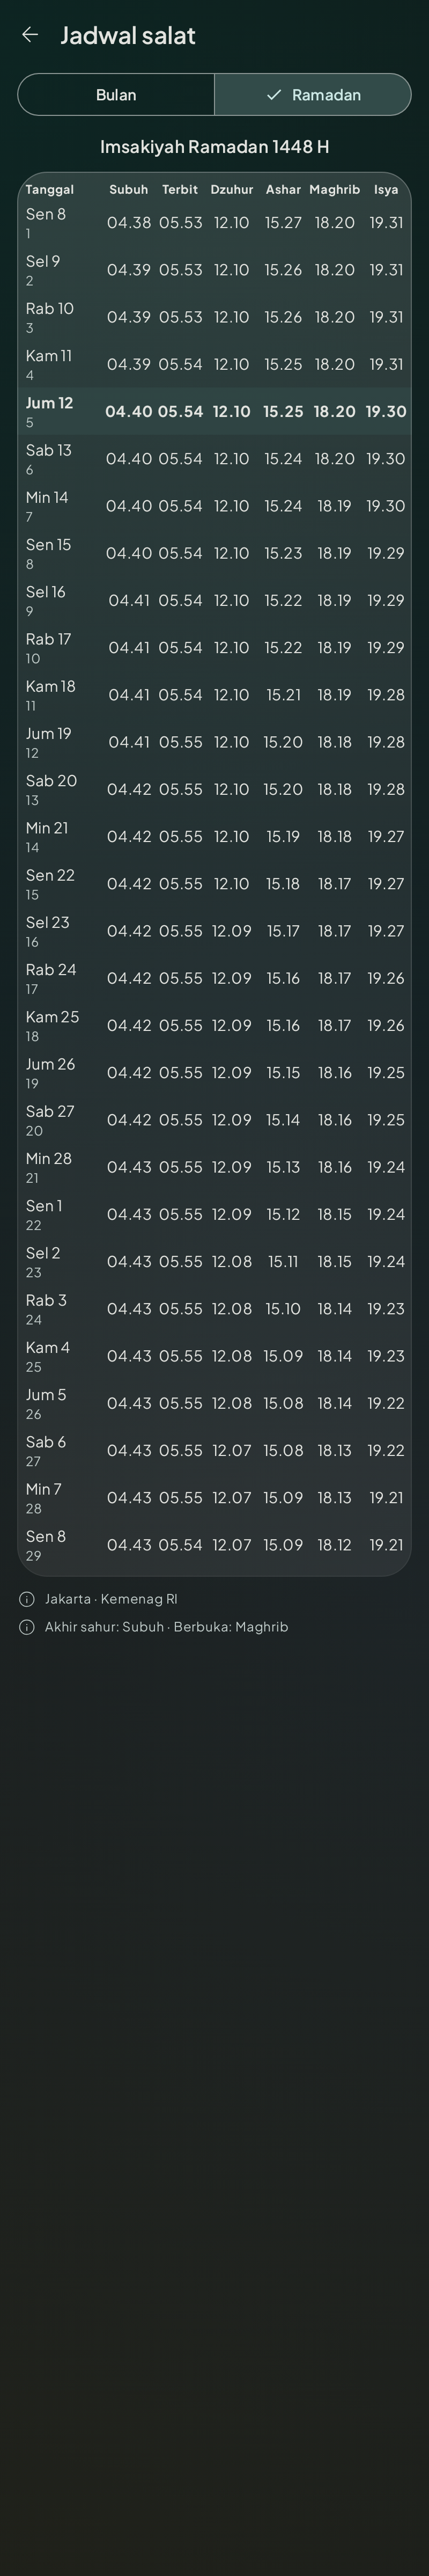 Jadwal salat
Bulan
Ramadan
Imsakiyah Ramadan 1448 H
Tanggal Subuh Terbit Dzuhur Ashar Maghrib Isya
Sen 8 04.38 05.53 12.10 15.27 18.20 19.31
1
Sel 9 04.39 05.53 12.10 15.26 18.20 19.31
2
Rab 10 04.39 05.53 12.10 15.26 18.20 19.31
3
Kam 11 04.39 05.54 12.10 15.25 18.20 19.31
4
Jum 12 04.40 05.54 12.10 15.25 18.20 19.30
5
Sab 13 04.40 05.54 12.10 15.24 18.20 19.30
6
Min 14 04.40 05.54 12.10 15.24 18.19 19.30
7
Sen 15 04.40 05.54 12.10 15.23 18.19 19.29
8
Sel 16 04.41 05.54 12.10 15.22 18.19 19.29
9
Rab 17 04.41 05.54 12.10 15.22 18.19 19.29
10
Kam 18 04.41 05.54 12.10 15.21 18.19 19.28
11
Jum 19 04.41 05.55 12.10 15.20 18.18 19.28
12
Sab 20 04.42 05.55 12.10 15.20 18.18 19.28
13
Min 21 04.42 05.55 12.10 15.19 18.18 19.27
14
Sen 22 04.42 05.55 12.10 15.18 18.17 19.27
15
Sel 23 04.42 05.55 12.09 15.17 18.17 19.27
16
Rab 24 04.42 05.55 12.09 15.16 18.17 19.26
17
Kam 25 04.42 05.55 12.09 15.16 18.17 19.26
18
Jum 26 04.42 05.55 12.09 15.15 18.16 19.25
19
Sab 27 04.42 05.55 12.09 15.14 18.16 19.25
20
Min 28 04.43 05.55 12.09 15.13 18.16 19.24
21
Sen 1 04.43 05.55 12.09 15.12 18.15 19.24
22
Sel 2 04.43 05.55 12.08 15.11 18.15 19.24
23
Rab 3 04.43 05.55 12.08 15.10 18.14 19.23
24
Kam 4 04.43 05.55 12.08 15.09 18.14 19.23
25
Jum 5 04.43 05.55 12.08 15.08 18.14 19.22
26
Sab 6 04.43 05.55 12.07 15.08 18.13 19.22
27
Min 7 04.43 05.55 12.07 15.09 18.13 19.21
28
Sen 8 04.43 05.54 12.07 15.09 18.12 19.21
29
Jakarta · Kemenag RI
Akhir sahur: Subuh · Berbuka: Maghrib